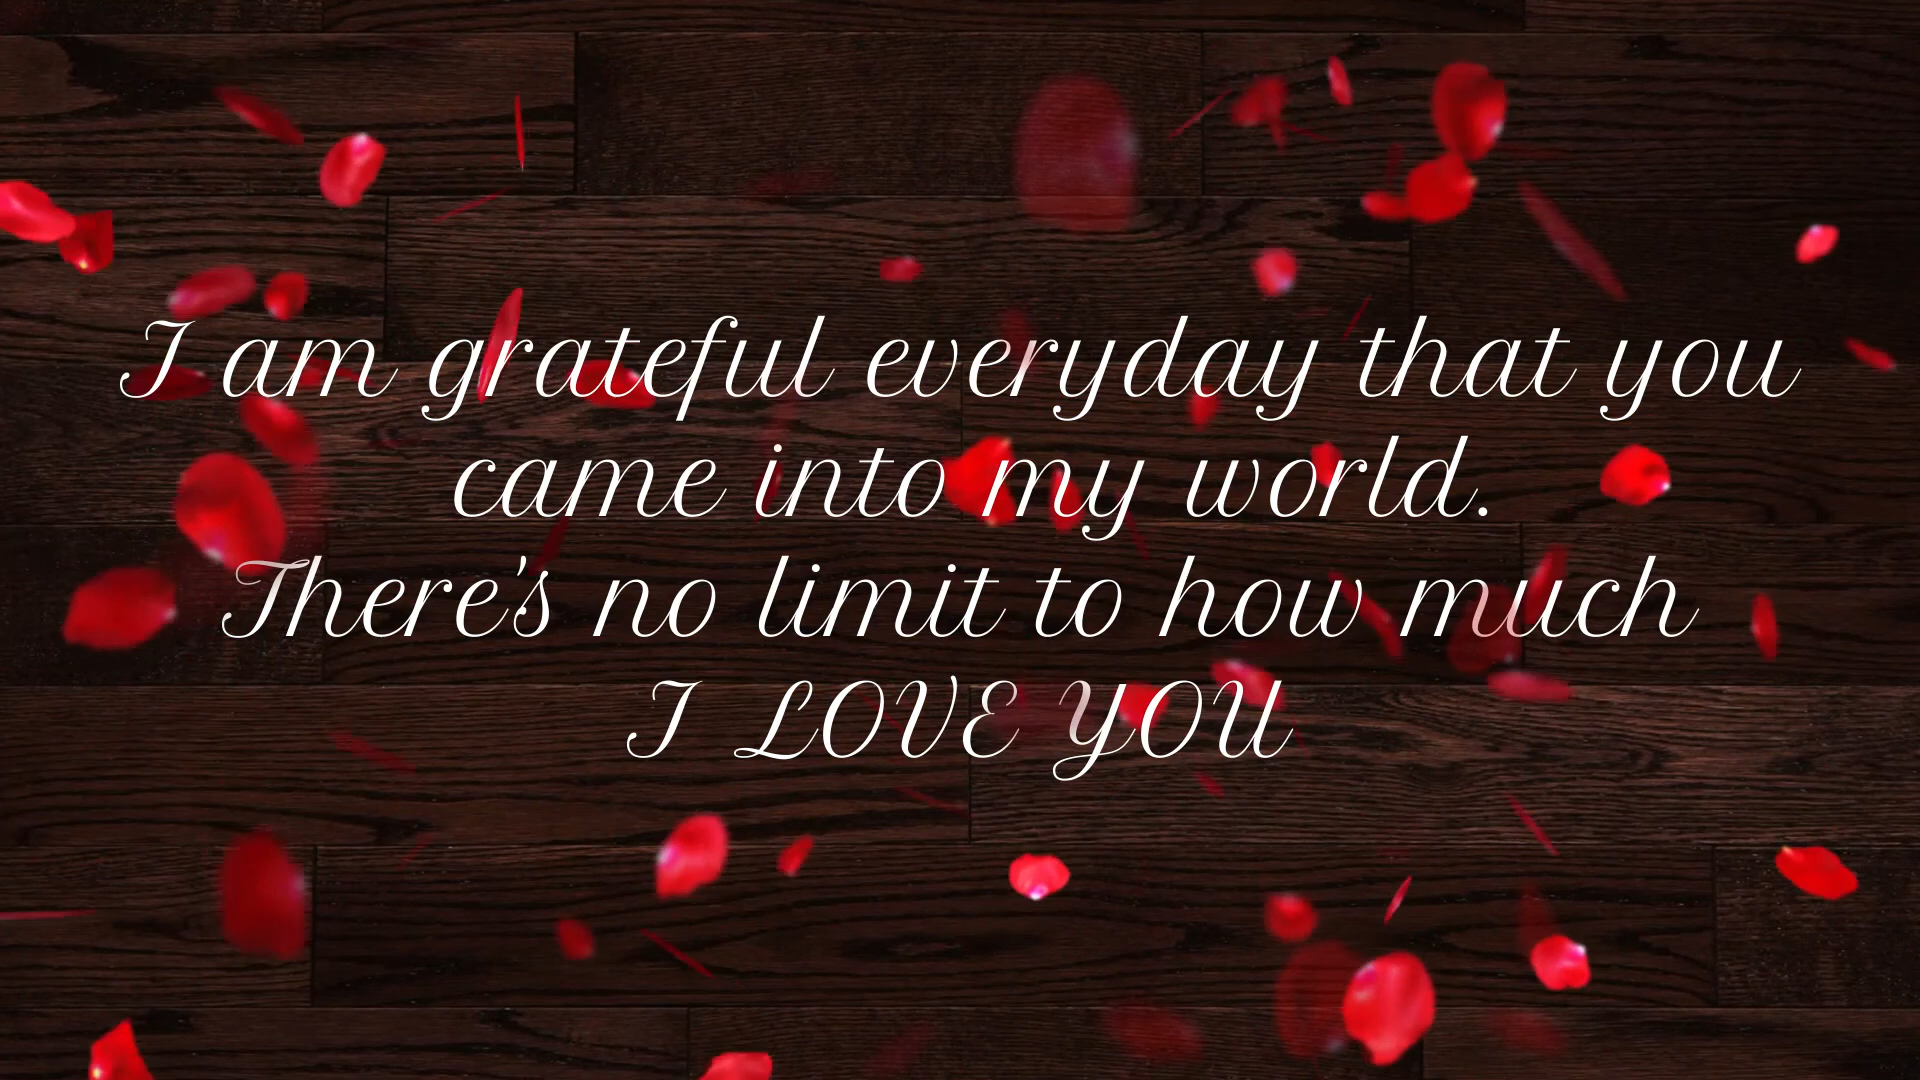 I am grateful everyday that you
came into my world.
There's no limit to how much
I LOVE YOU